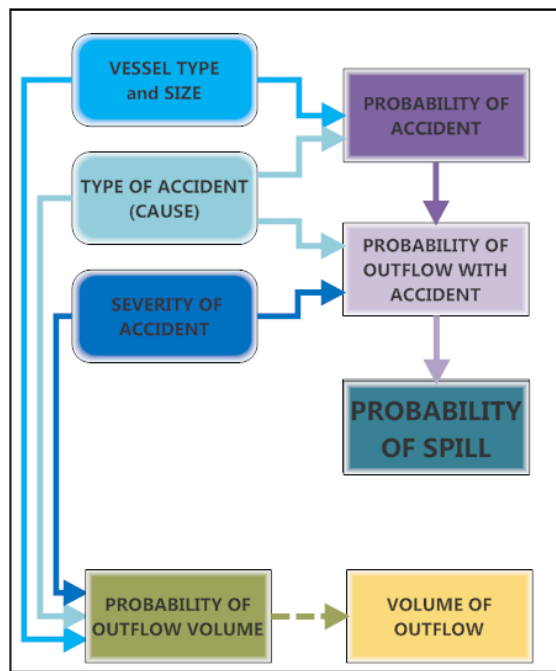 VESSEL TYPE
and SIZE
PROBABILITY OF
ACCIDENT
TYPE OF ACCIDENT
(CAUSE)
PROBABILITY OF
OUTFLOW WITH
ACCIDENT
SEVERITY OF
ACCIDENT
PROBABILITY
OF SPILL
PROBABILITY OF
OUTFLOW VOLUME
VOLUME OF
OUTFLOW